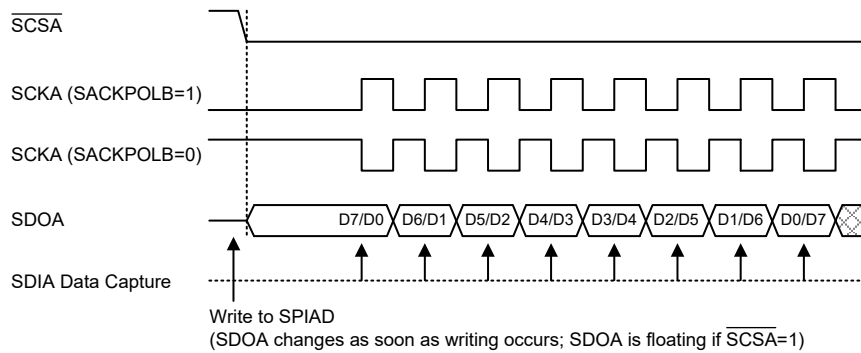 SCSA
SCKA (SACKPOLB=1)
SCKA (SACKPOLB=0)
SDOA D7/D0 D6/D1 D5/D2 D4/D3 D3/D4 D2/D5 D1/D6 D0/D7
SDIA Data Capture
Write to SPIAD
(SDOA changes as soon as writing occurs; SDOA is floating if SCSA=1)